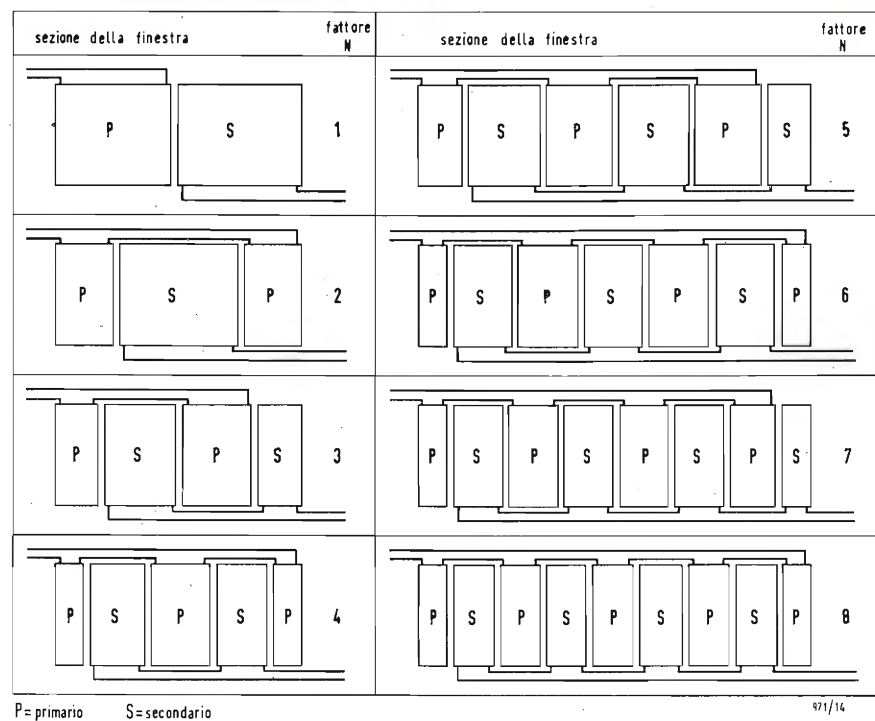 sezione della finestra
fattore
N
sezione della finestra
fattore
N
P S 1
P S P S P S 5
P S P 2
P S P S P S P 6
P S P S 3
P S P S P S P S 7
P S P S P 4
P S P S P S P S P 8
P= primario S= secondario
971/14